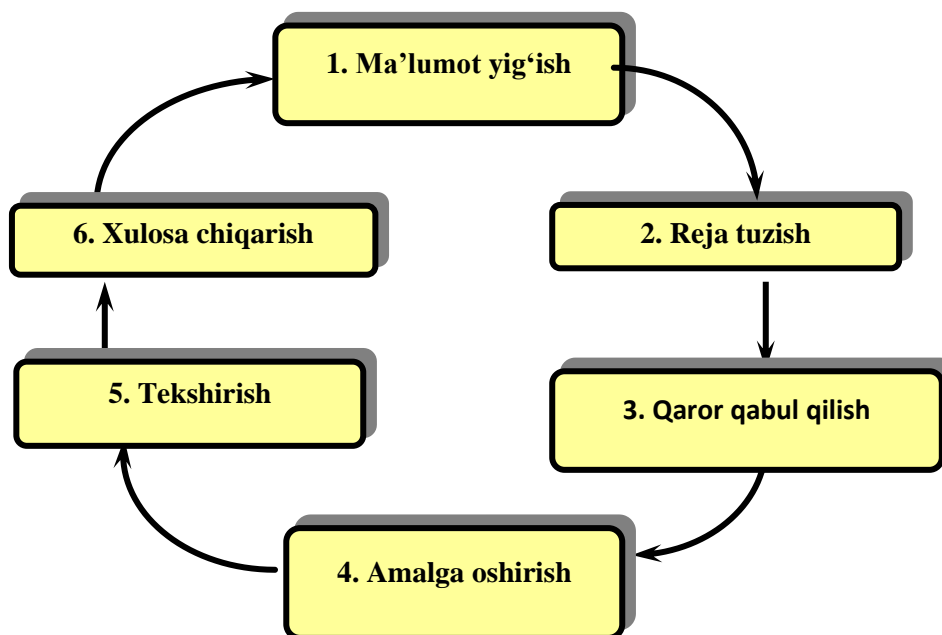 1. Ma’lumot yig‘ish
2. Reja tuzish
3. Qaror qabul qilish
4. Amalga oshirish
5. Tekshirish
6. Xulosa chiqarish